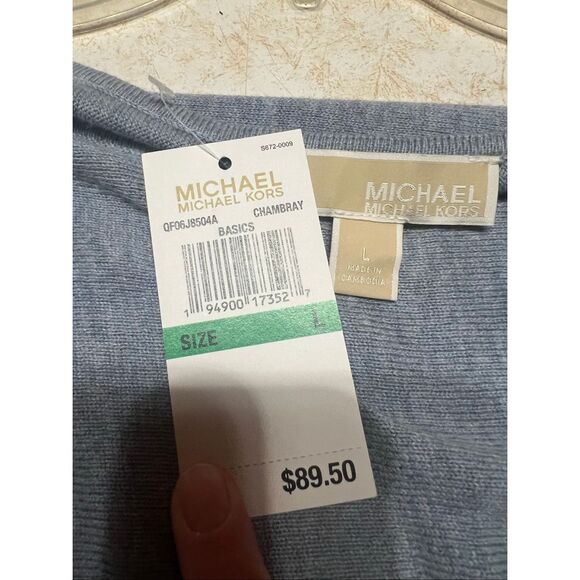 S672-0009
MICHAEL
MICHAEL KORS
QF06J8504A CHAMBRAY
BASICS
1 94900 17352 7
SIZE L
$89.50
MICHAEL
MICHAEL KORS
L
MADE IN
CAMBODIA